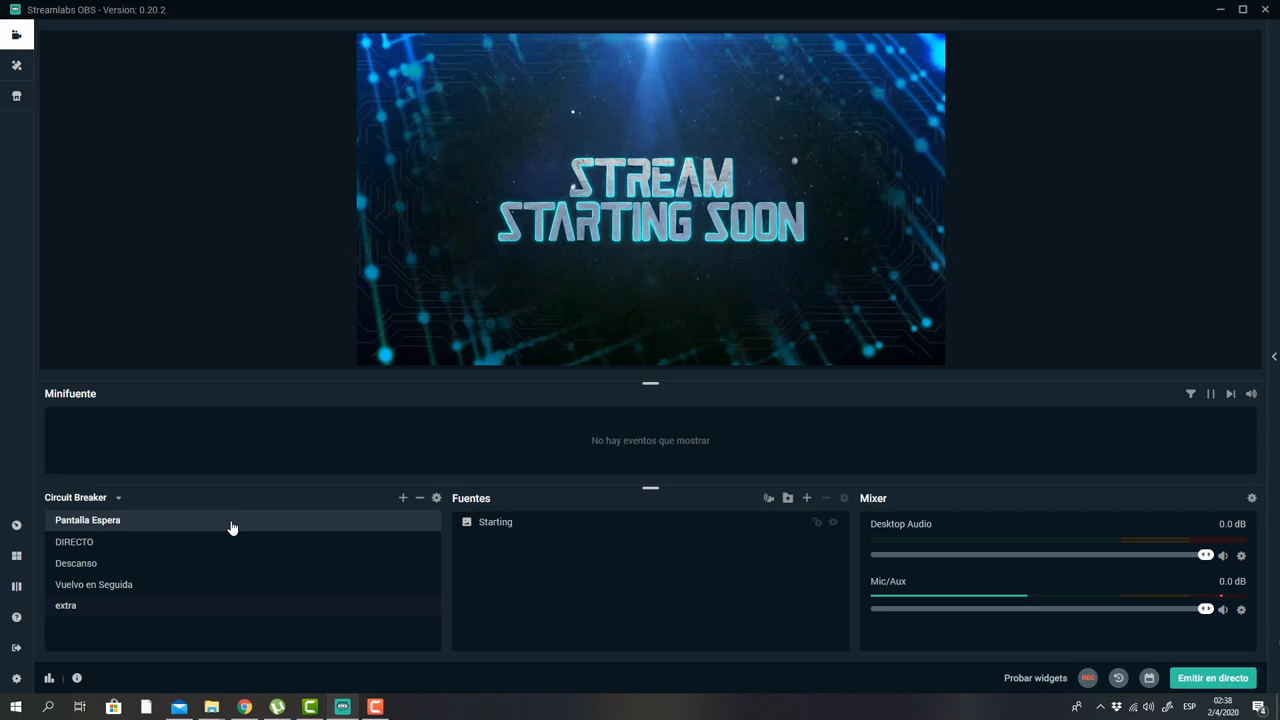 Streamlabs OBS - Version: 0.20.2
STREAM
STARTING SOON
Minifuente
No hay eventos que mostrar
Circuit Breaker
Pantalla Espera
DIRECTO
Descanso
Vuelvo en Seguida
extra
Fuentes
Starting
Mixer
Desktop Audio 0.0 dB
Mic/Aux 0.0 dB
Probar widgets
REC
Emitir en directo
ESP
02:38
2/4/2020
4